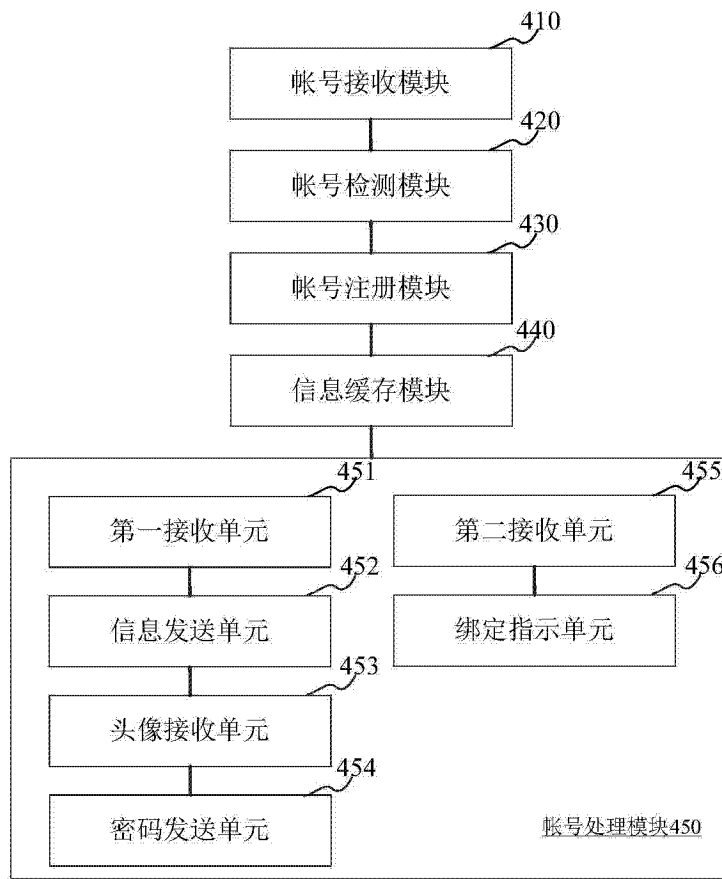 410
帐号接收模块
420
帐号检测模块
430
帐号注册模块
440
信息缓存模块
451
第一接收单元
452
信息发送单元
453
头像接收单元
454
密码发送单元
455
第二接收单元
456
绑定指示单元
帐号处理模块450